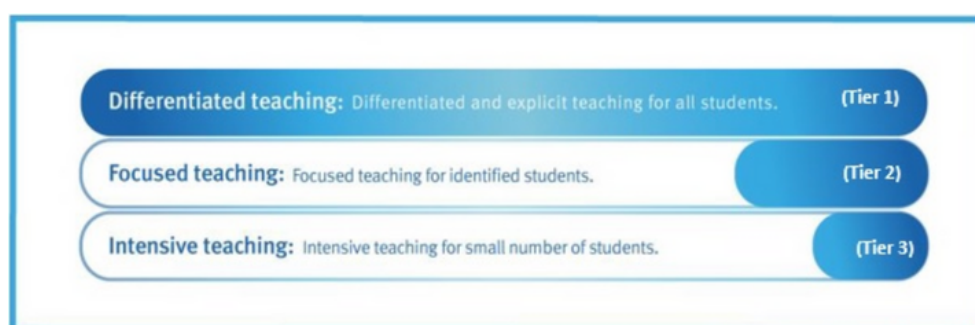 Differentiated teaching: Differentiated and explicit teaching for all students. (Tier 1)
Focused teaching: Focused teaching for identified students. (Tier 2)
Intensive teaching: Intensive teaching for small number of students. (Tier 3)